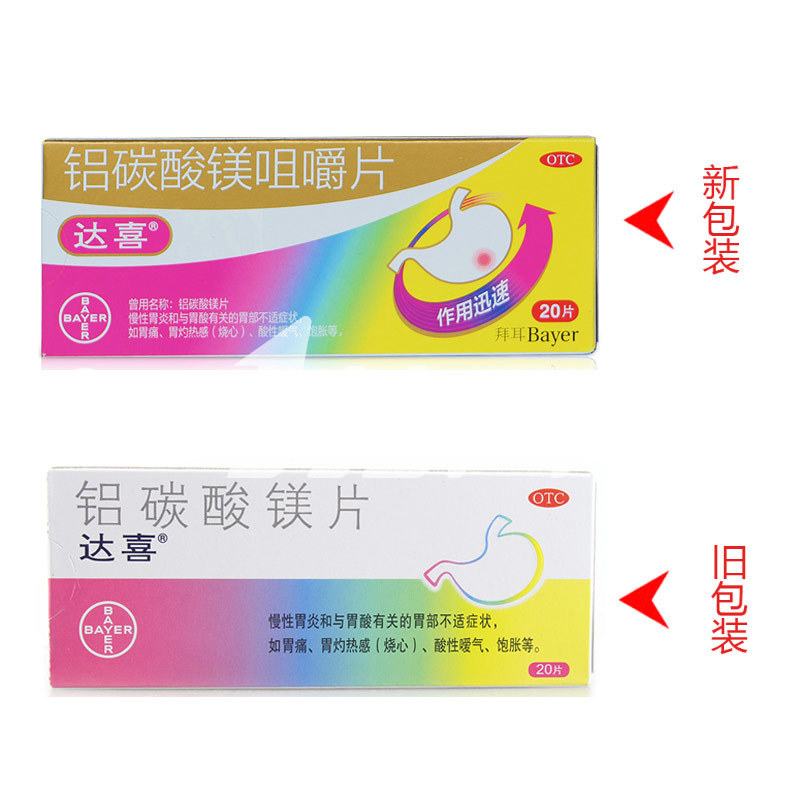 铝碳酸镁咀嚼片
OTC
达喜®
作用迅速
BAYER
BAYER
曾用名称：铝碳酸镁片
慢性胃炎和与胃酸有关的胃部不适症状，
如胃痛、胃灼热感（烧心）、酸性嗳气、饱胀等。
20片
拜耳Bayer
新包装
铝碳酸镁片
OTC
达喜®
BAYER
BAYER
慢性胃炎和与胃酸有关的胃部不适症状，
如胃痛、胃灼热感（烧心）、酸性嗳气、饱胀等。
20片
旧包装